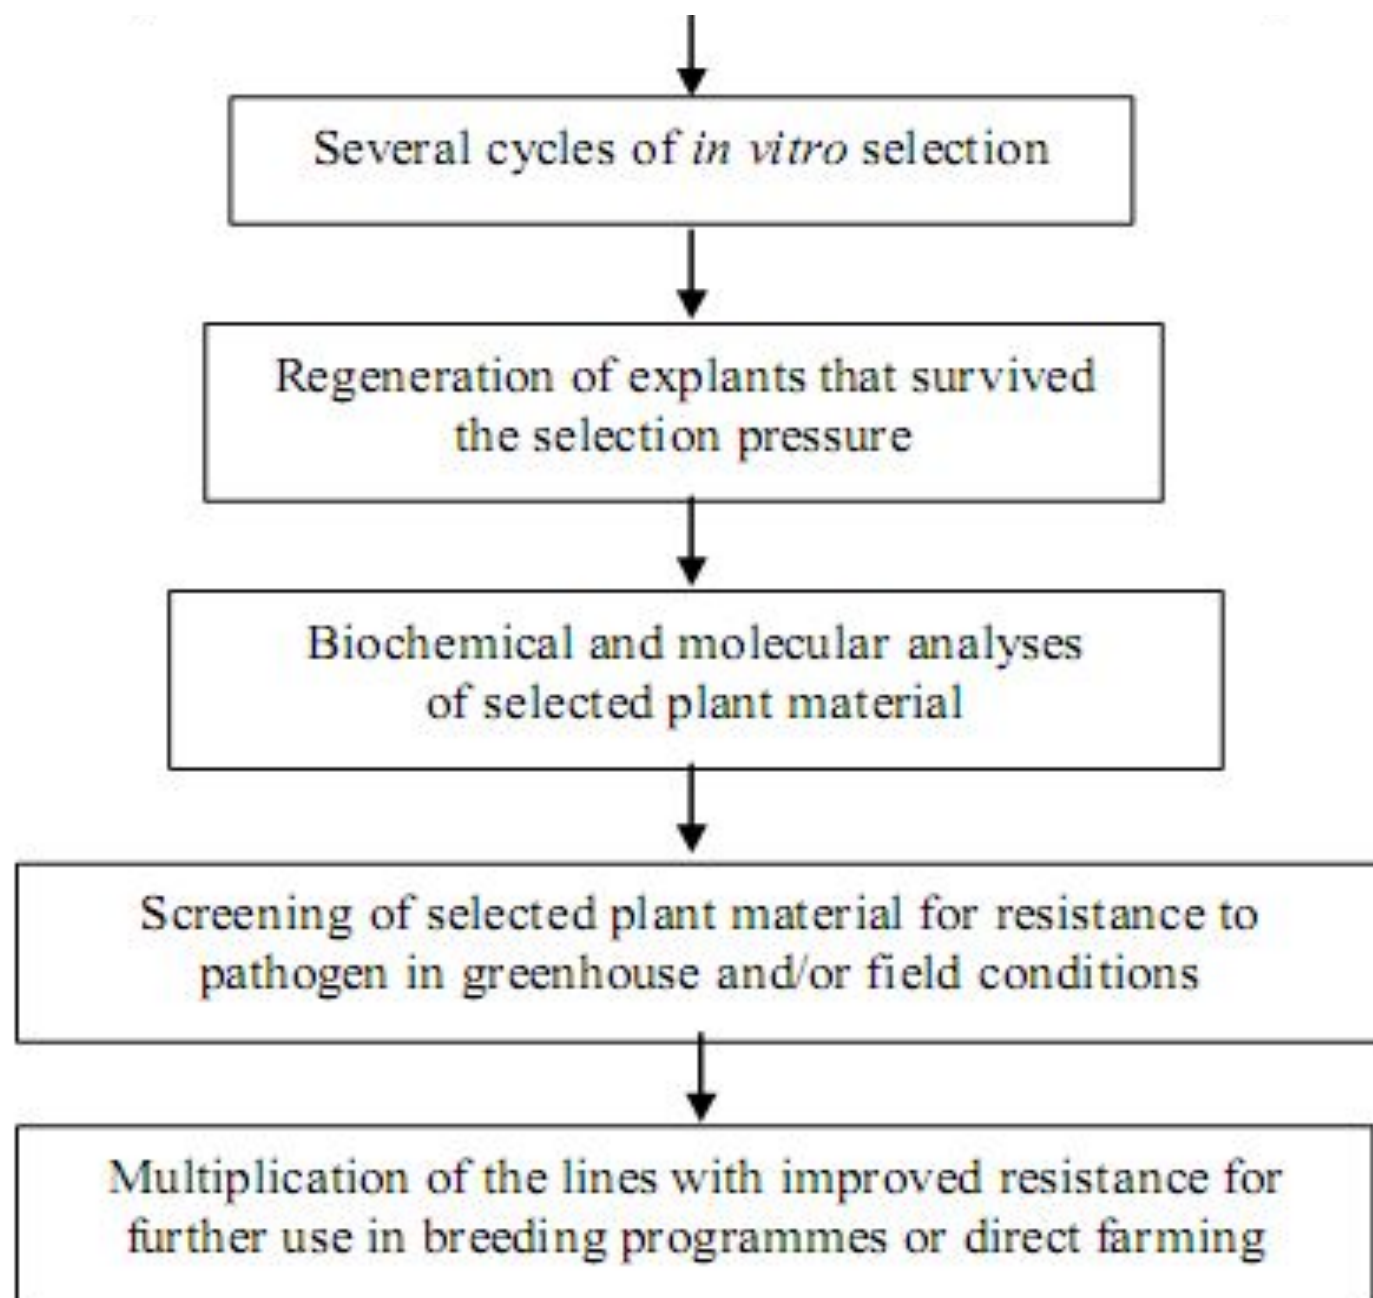 Several cycles of in vitro selection
Regeneration of explants that survived
the selection pressure
Biochemical and molecular analyses
of selected plant material
Screening of selected plant material for resistance to
pathogen in greenhouse and/or field conditions
Multiplication of the lines with improved resistance for
further use in breeding programmes or direct farming